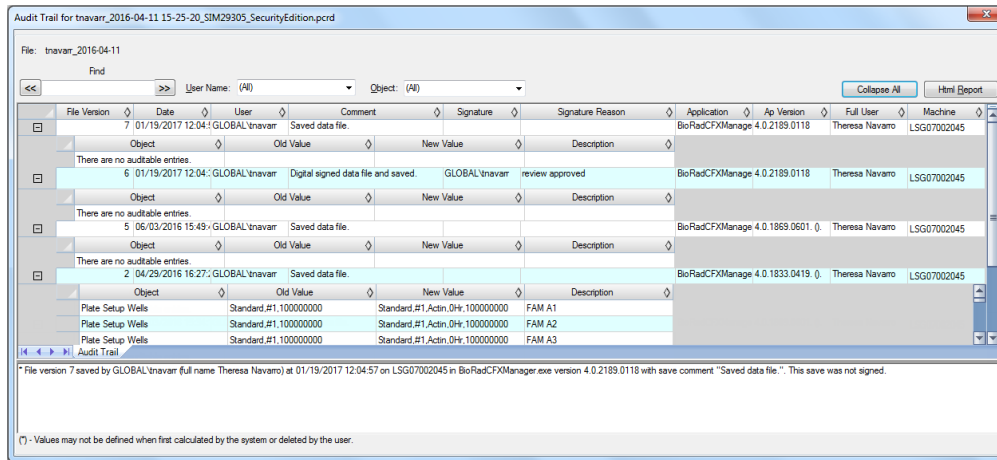 Audit Trail for tnavarr_2016-04-11 15-25-20_SIM29305_SecurityEdition.pcrd
File: tnavarr_2016-04-11
Find
<< >> User Name: (All) Object: (All) Collapse All Html Report
File Version Date User Comment Signature Signature Reason Application Ap Version Full User Machine
7 01/19/2017 12:04: GLOBAL\tnavarr Saved data file. BioRadCFXManage 4.0.2189.0118 Theresa Navarro LSG07002045
Object Old Value New Value Description
There are no auditable entries.
6 01/19/2017 12:04: GLOBAL\tnavarr Digital signed data file and saved. GLOBAL\tnavarr review approved BioRadCFXManage 4.0.2189.0118 Theresa Navarro LSG07002045
Object Old Value New Value Description
There are no auditable entries.
5 06/03/2016 15:49: GLOBAL\tnavarr Saved data file. BioRadCFXManage 4.0.1869.0601. (). Theresa Navarro LSG07002045
Object Old Value New Value Description
There are no auditable entries.
2 04/29/2016 16:27: GLOBAL\tnavarr Saved data file. BioRadCFXManage 4.0.1833.0419. (). Theresa Navarro LSG07002045
Object Old Value New Value Description
Plate Setup Wells Standard,#1,100000000 Standard,#1,Actin,0Hr,100000000 FAM A1
Plate Setup Wells Standard,#1,100000000 Standard,#1,Actin,0Hr,100000000 FAM A2
Plate Setup Wells Standard,#1,100000000 Standard,#1,Actin,0Hr,100000000 FAM A3
Audit Trail
* File version 7 saved by GLOBAL\tnavarr (full name Theresa Navarro) at 01/19/2017 12:04:57 on LSG07002045 in BioRadCFXManager.exe version 4.0.2189.0118 with save comment "Saved data file.". This save was not signed.
(*) - Values may not be defined when first calculated by the system or deleted by the user.